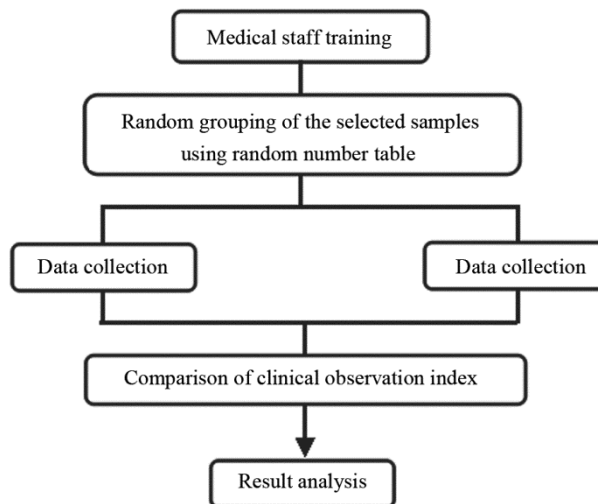 Medical staff training
Random grouping of the selected samples
using random number table
Data collection
Data collection
Comparison of clinical observation index
Result analysis